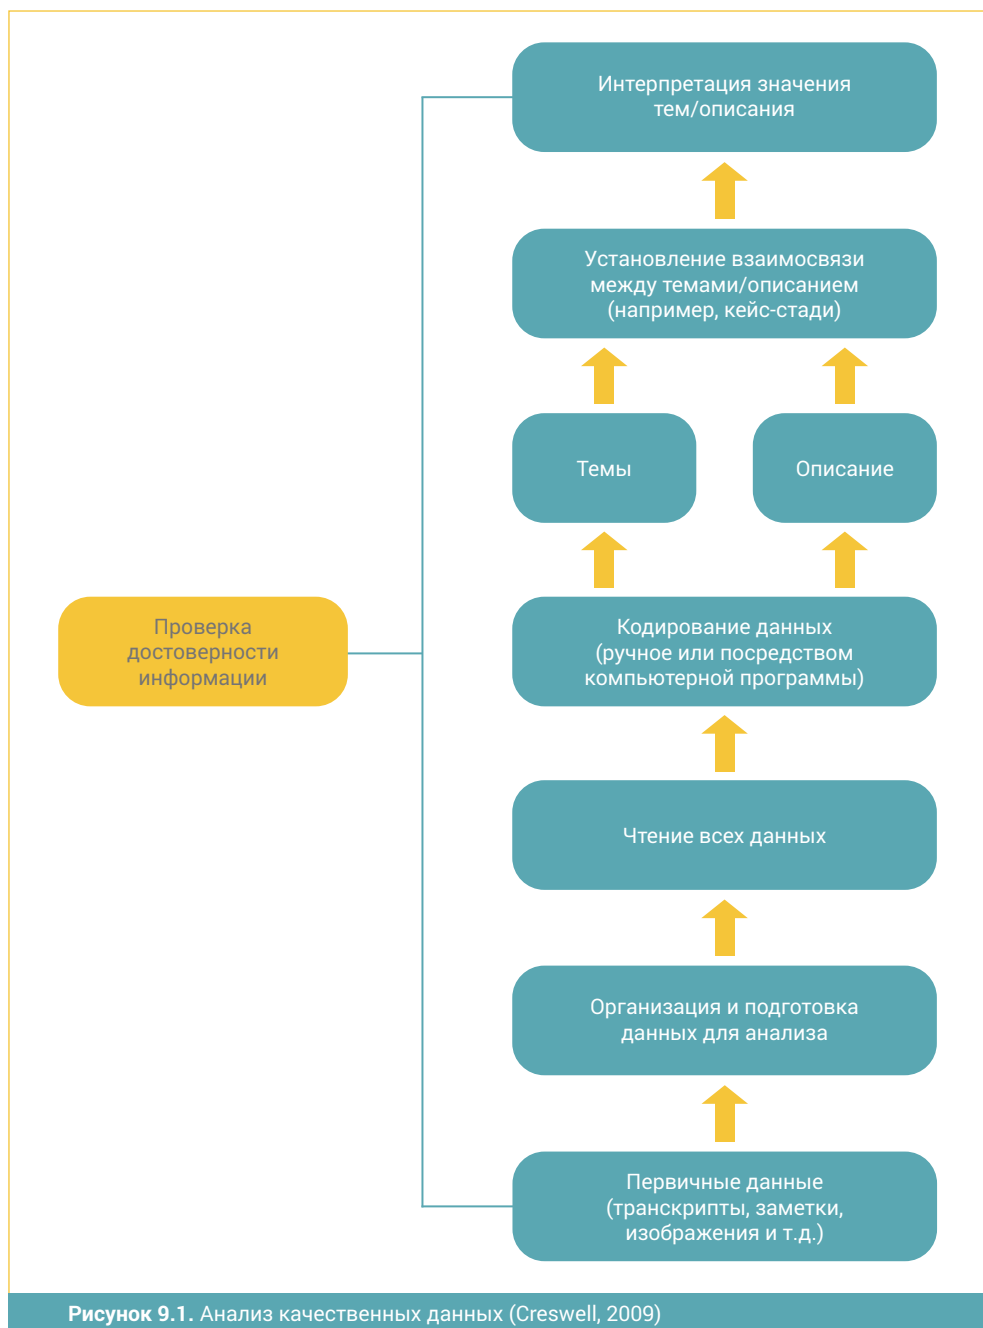 Интерпретация значения
тем/описания
Установление взаимосвязи
между темами/описанием
(например, кейс-стади)
Темы
Описание
Проверка
достоверности
информации
Кодирование данных
(ручное или посредством
компьютерной программы)
Чтение всех данных
Организация и подготовка
данных для анализа
Первичные данные
(транскрипты, заметки,
изображения и т.д.)
Рисунок 9.1. Анализ качественных данных (Creswell, 2009)